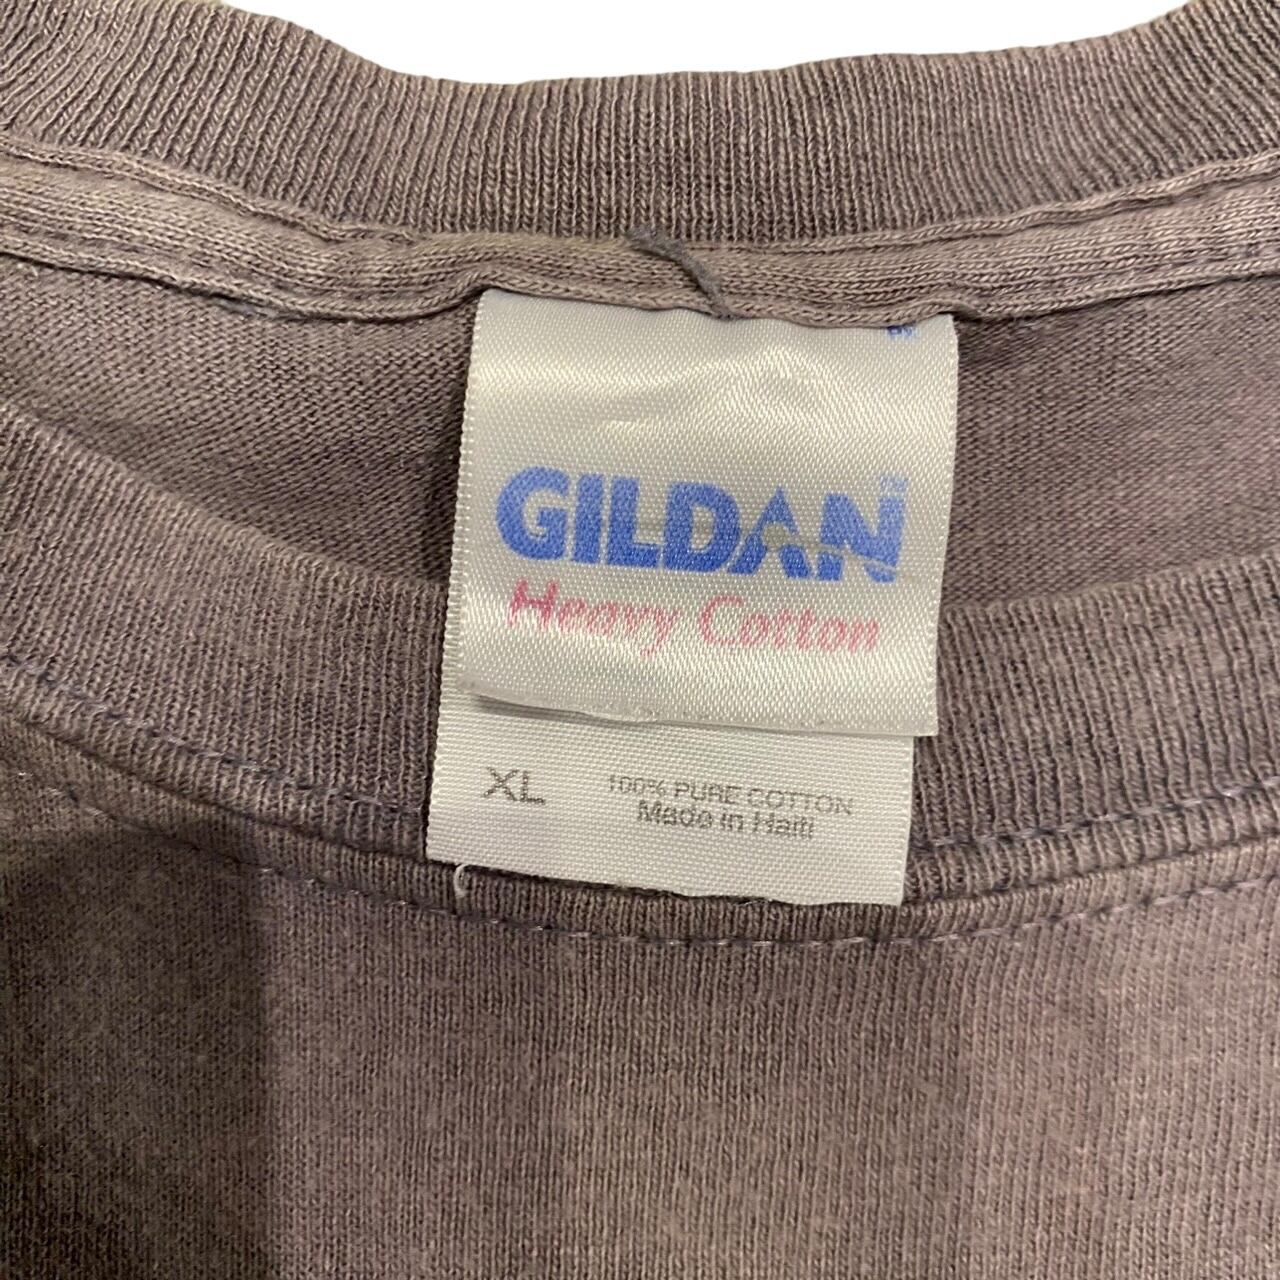 GILDAN
Heavy Cotton
XL
100% PURE COTTON
Made in Haiti